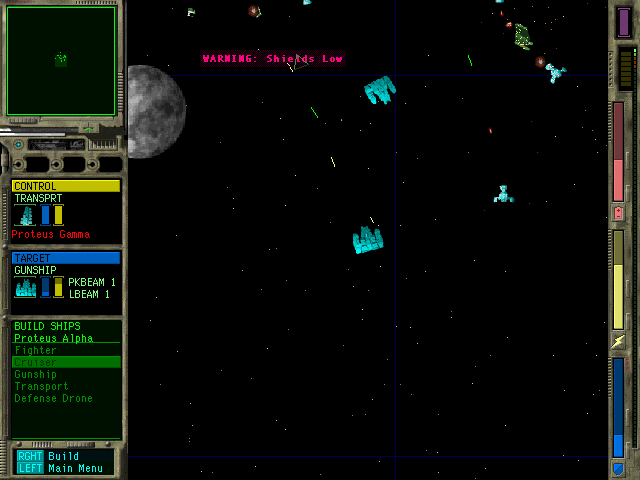 WARNING: Shields Low
CONTROL
TRANSPRT
Proteus Gamma
TARGET
GUNSHIP
PKBEAM 1
LBEAM 1
BUILD SHIPS
Proteus Alpha
Fighter
Cruiser
Gunship
Transport
Defense Drone
RGHT Build
LEFT Main Menu